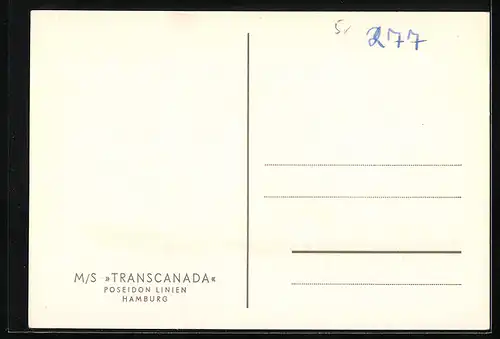 5,
277
M/S »TRANSCANADA«
POSEIDON LINIEN
HAMBURG